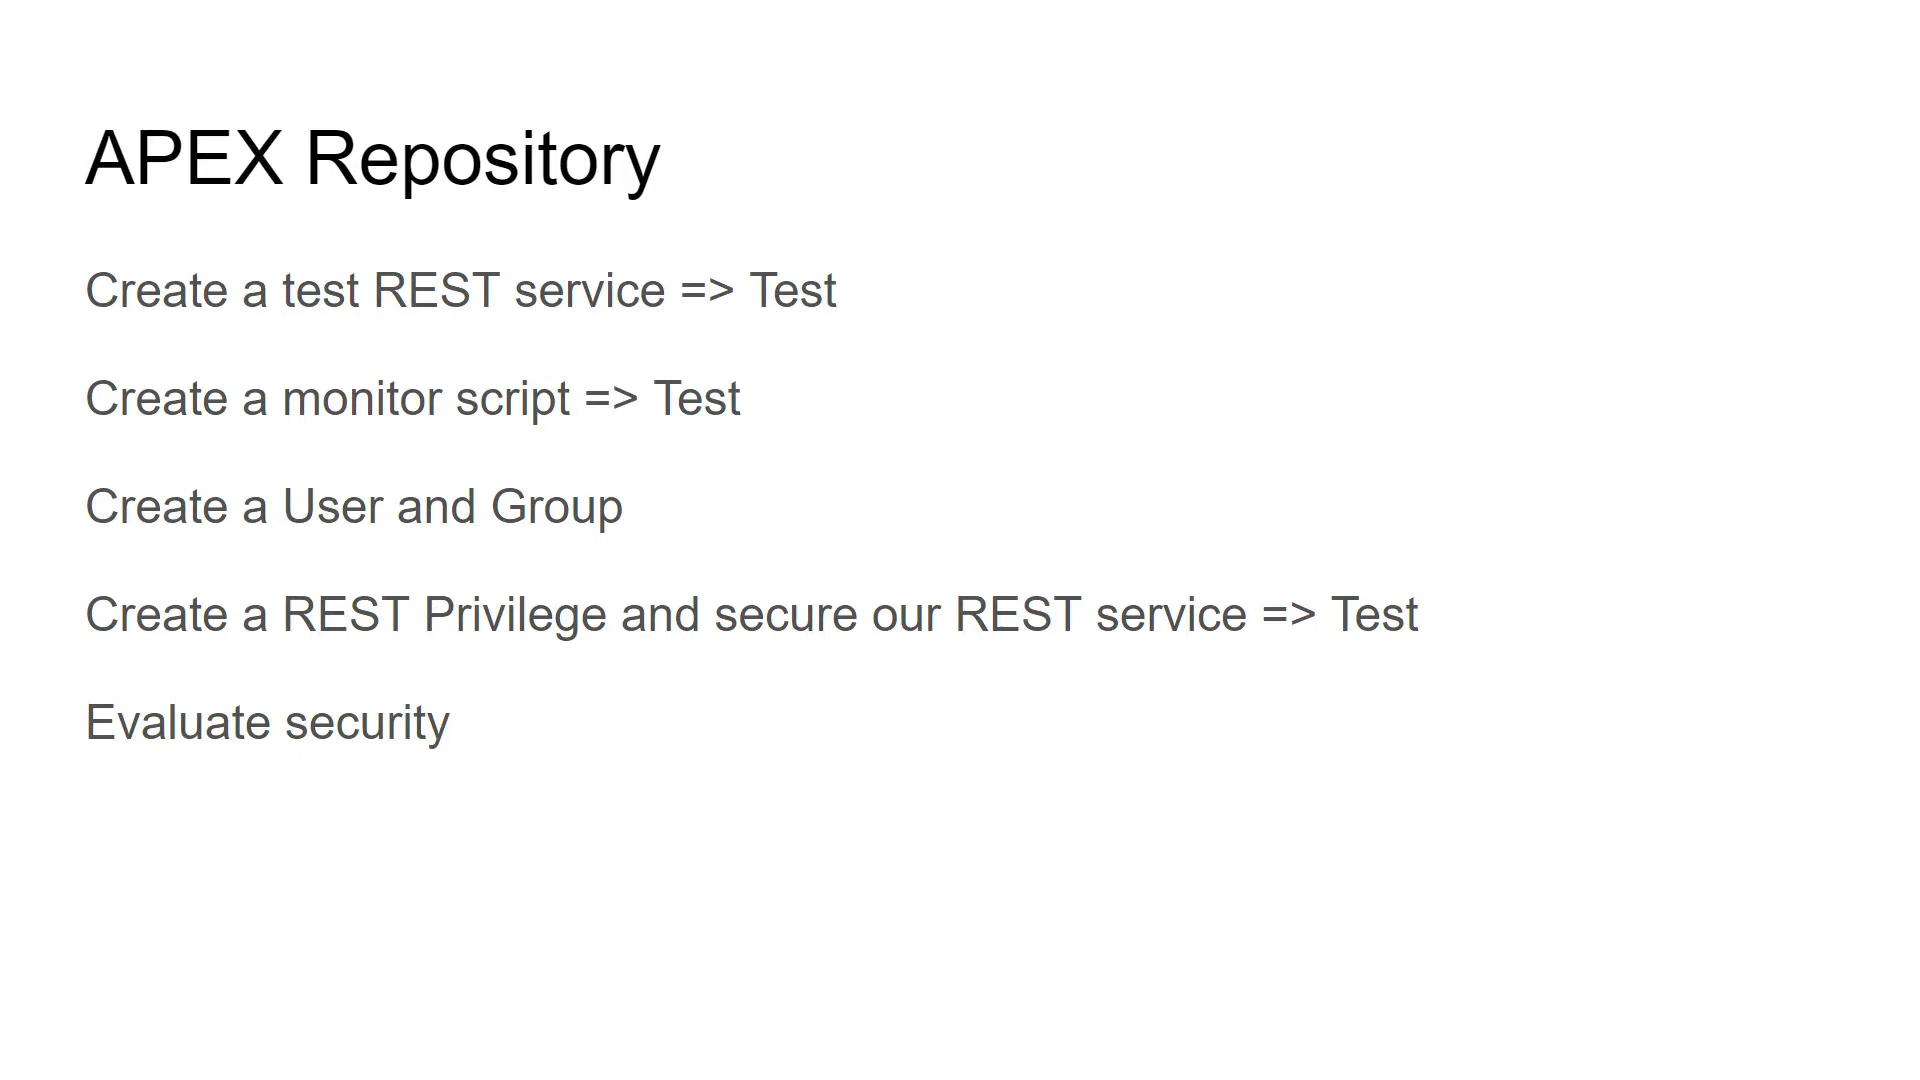 APEX Repository
Create a test REST service => Test
Create a monitor script => Test
Create a User and Group
Create a REST Privilege and secure our REST service => Test
Evaluate security